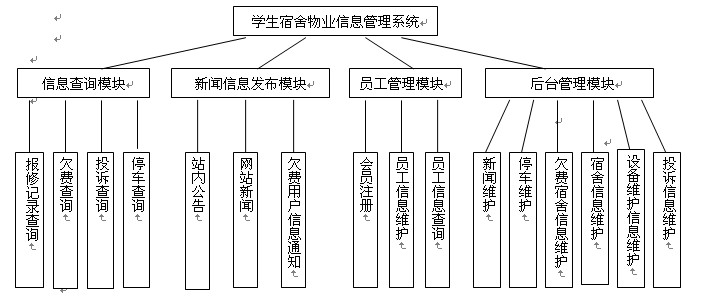 学生宿舍物业信息管理系统
信息查询模块
新闻信息发布模块
员工管理模块
后台管理模块
报修记录查询
欠费查询
投诉查询
停车查询
站内公告
网站新闻
欠费用户信息通知
会员注册
员工信息维护
员工信息查询
新闻维护
停车维护
欠费宿舍信息维护
宿舍信息维护
设备维护信息维护
投诉信息维护